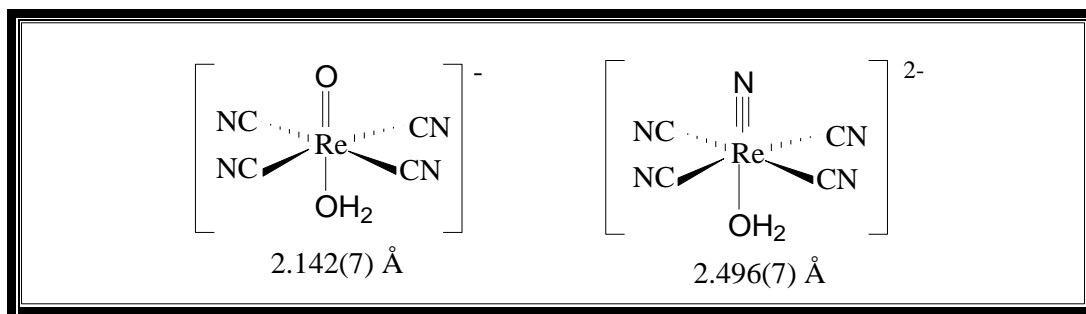 O
NC CN
Re
NC CN
OH2
-
2.142(7) Å
N
NC CN
Re
NC CN
OH2
2-
2.496(7) Å